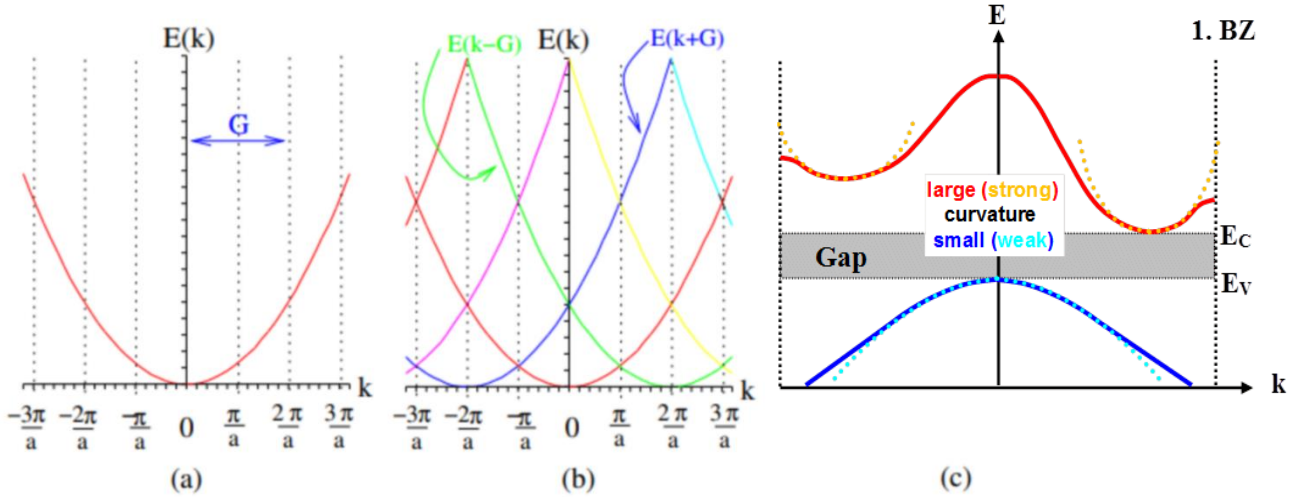 E(k)
G
k
−3π/a −2π/a −π/a 0 π/a 2π/a 3π/a
(a)
E(k−G) E(k) E(k+G)
k
−3π/a −2π/a −π/a 0 π/a 2π/a 3π/a
(b)
E 1. BZ
large (strong)
curvature
small (weak)
E_C
Gap
E_V
k
(c)